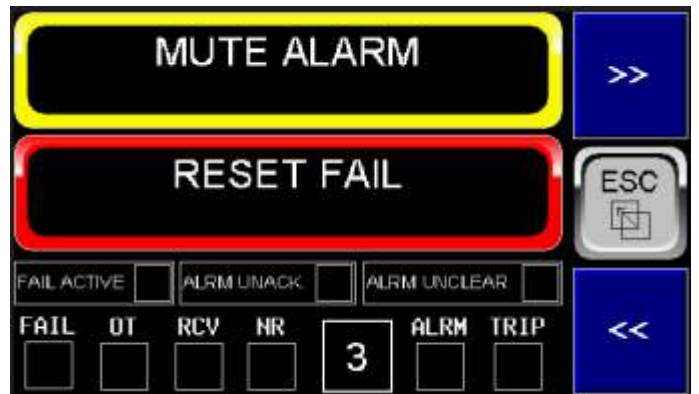 MUTE ALARM
>>
RESET FAIL
ESC
FAIL ACTIVE
ALRM UNACK
ALRM UNCLEAR
FAIL OT RCV NR 3 ALRM TRIP
<<